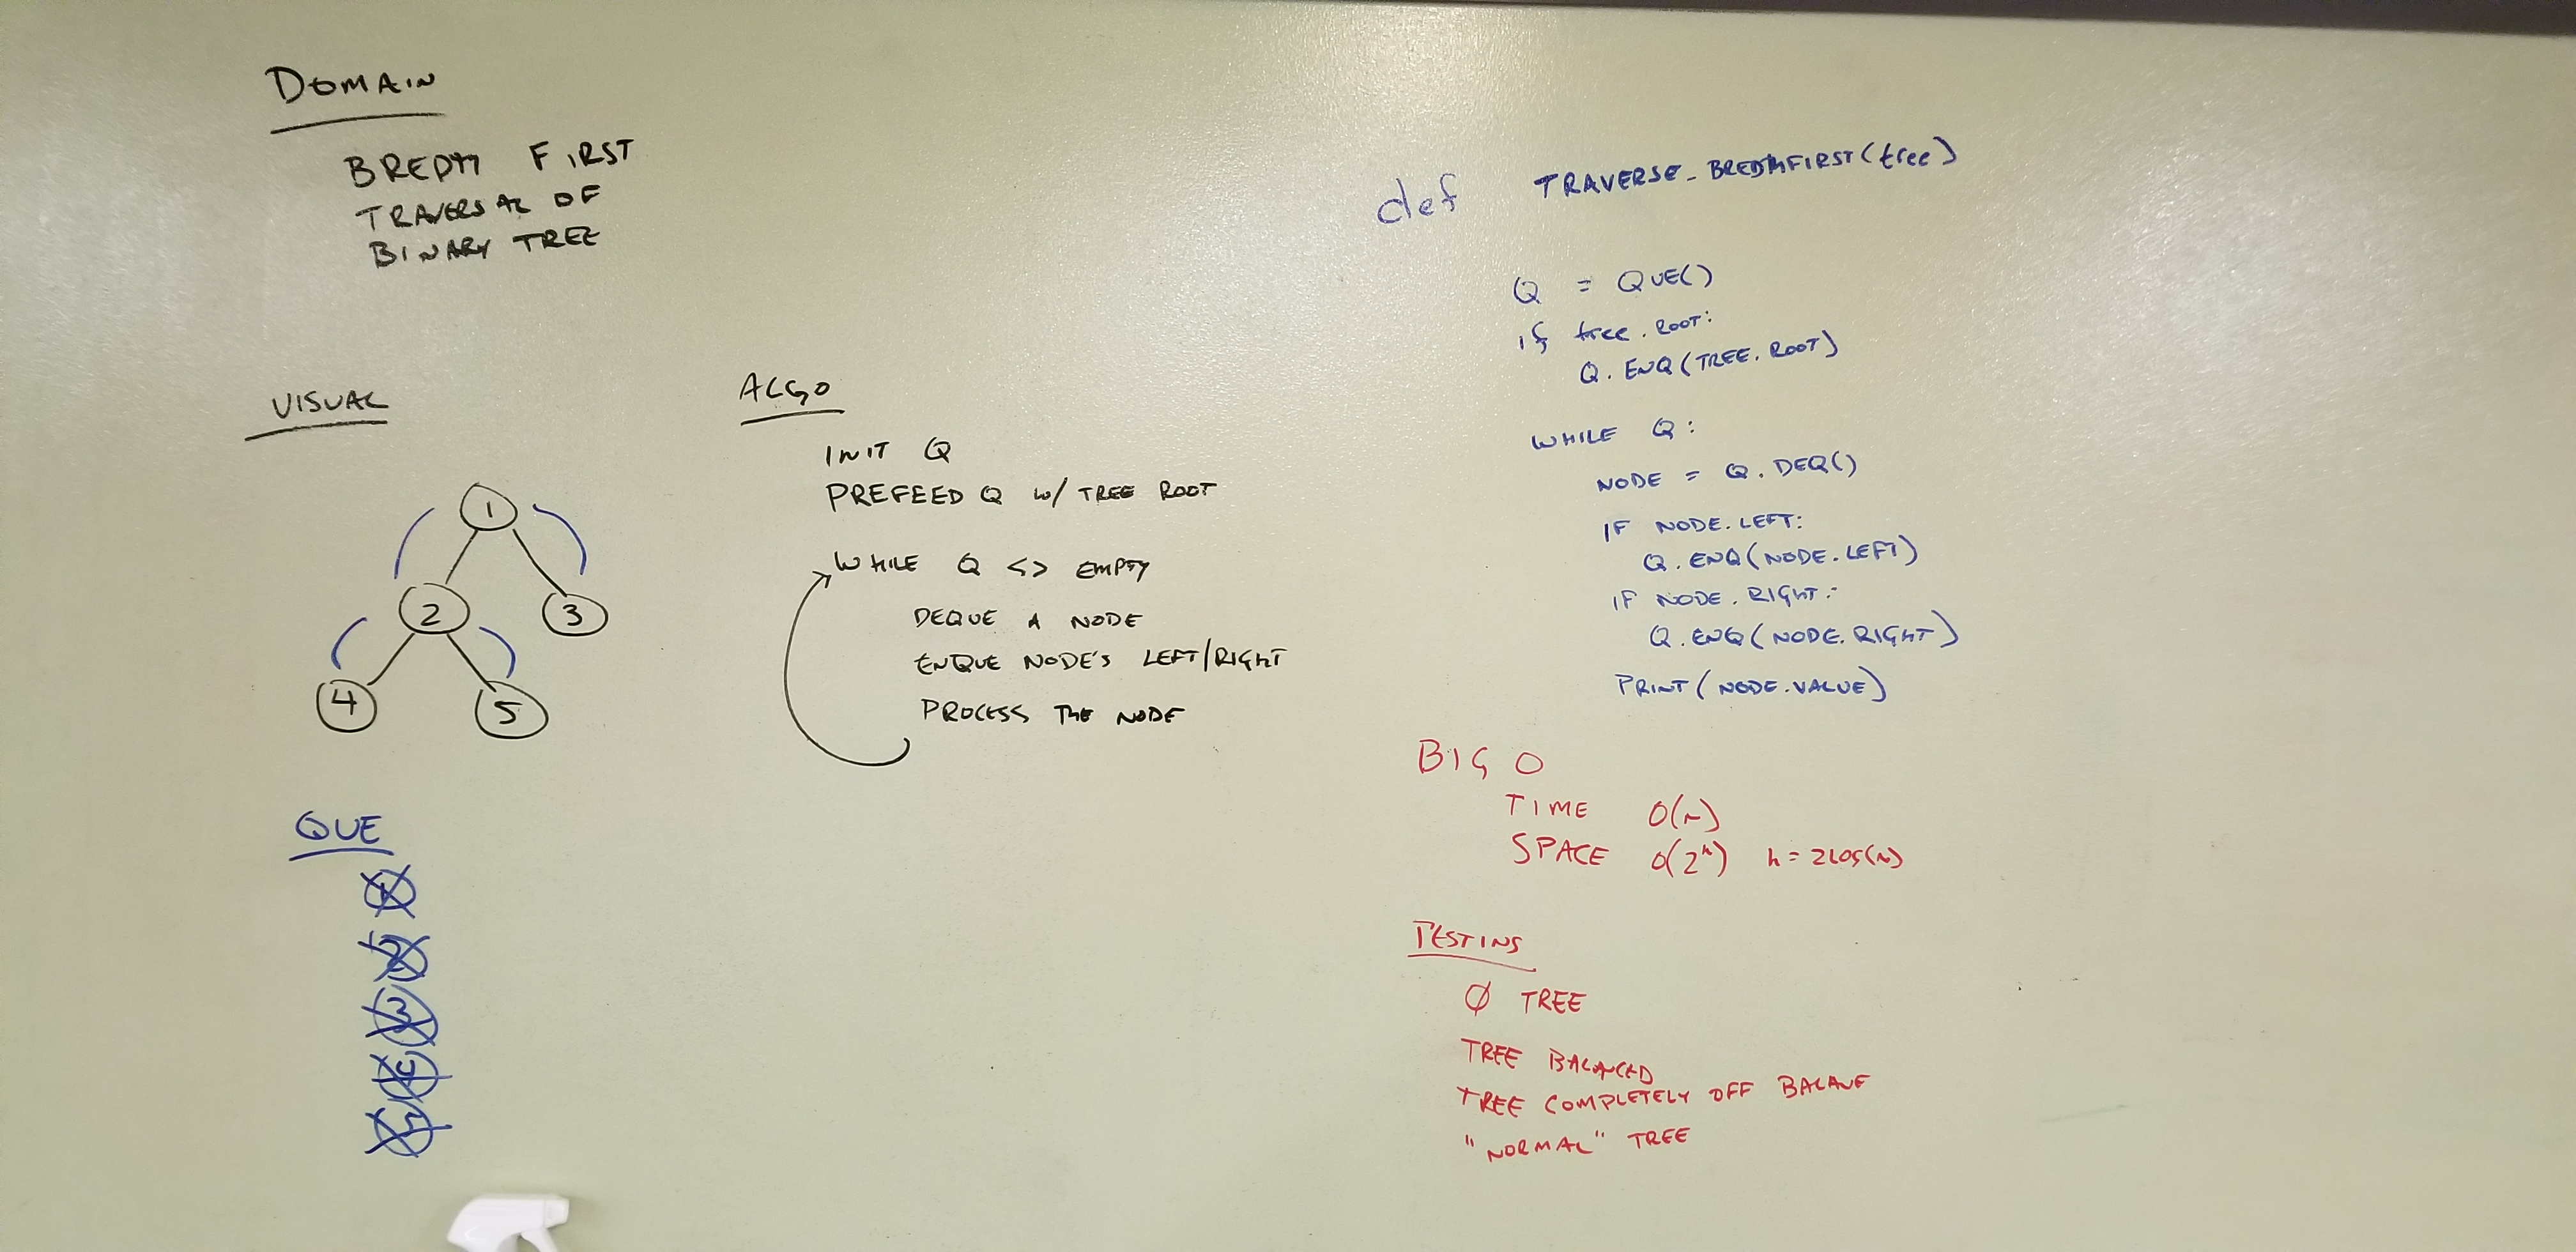 DOMAIN
BREDTH FIRST
TRAVERSAL OF
BINARY TREE
VISUAL
1
2 3
4 5
QUE
1
2
3
4
5
ALGO
INIT Q
PREFEED Q W/ TREE ROOT
WHILE Q <> EMPTY
DEQUE A NODE
ENQUE NODE'S LEFT/RIGHT
PROCESS THE NODE
def TRAVERSE_BREDTHFIRST(tree)
Q = QUE()
if tree.ROOT:
Q.ENQ(TREE.ROOT)
WHILE Q:
NODE = Q.DEQ()
IF NODE.LEFT:
Q.ENQ(NODE.LEFT)
IF NODE.RIGHT:
Q.ENQ(NODE.RIGHT)
PRINT(NODE.VALUE)
BIG O
TIME O(N)
SPACE O(2^h) h = 2LOG(N)
TESTING
Ø TREE
TREE BALANCED
TREE COMPLETELY OFF BALANCE
"NORMAL" TREE